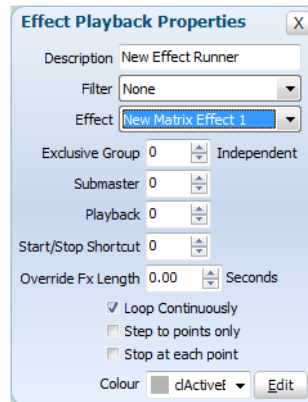 Effect Playback Properties X
Description New Effect Runner
Filter None
Effect New Matrix Effect 1
Exclusive Group 0 Independent
Submaster 0
Playback 0
Start/Stop Shortcut 0
Override Fx Length 0.00 Seconds
Loop Continuously
Step to points only
Stop at each point
Colour Edit